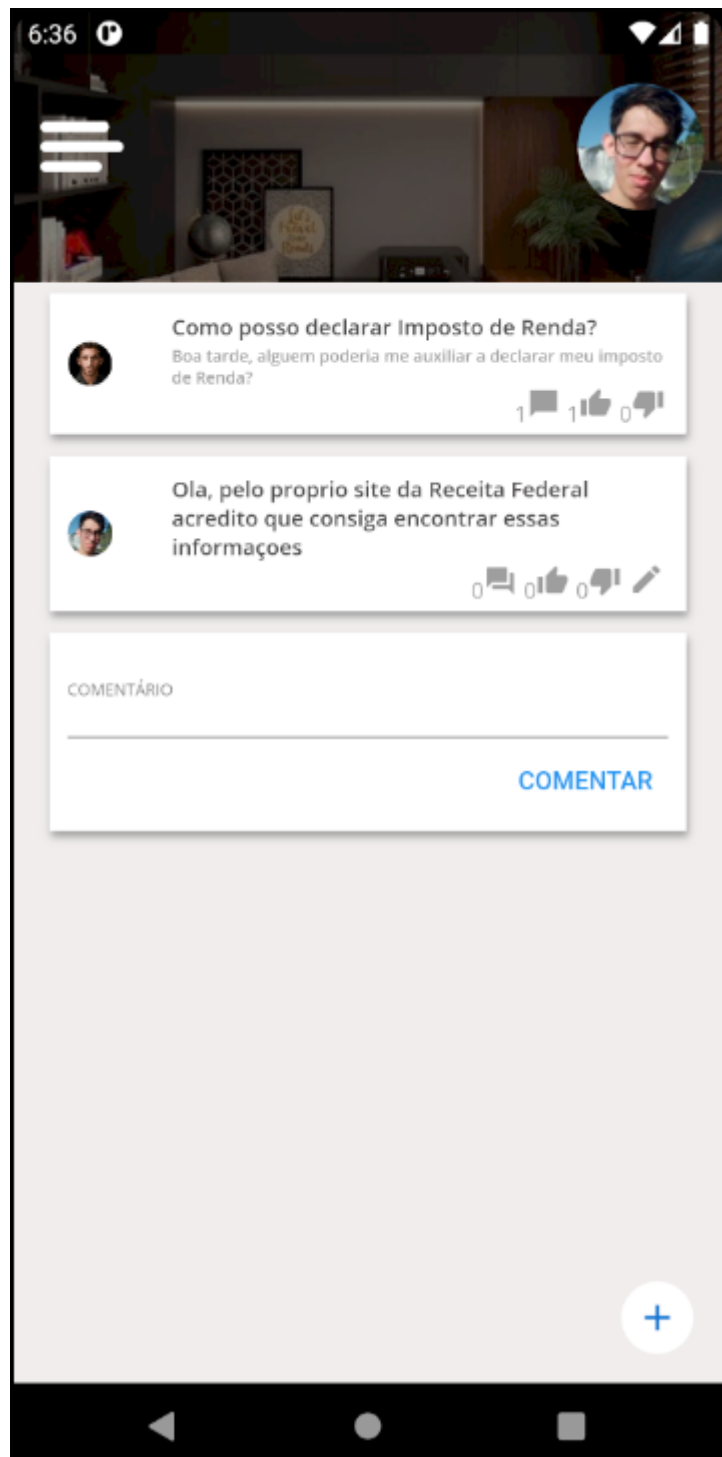 6:36
Let's
Read
Como posso declarar Imposto de Renda?
Boa tarde, alguem poderia me auxiliar a declarar meu imposto
de Renda?
1 1 0
Ola, pelo proprio site da Receita Federal
acredito que consiga encontrar essas
informaçoes
0 0 0
COMENTÁRIO
COMENTAR
+